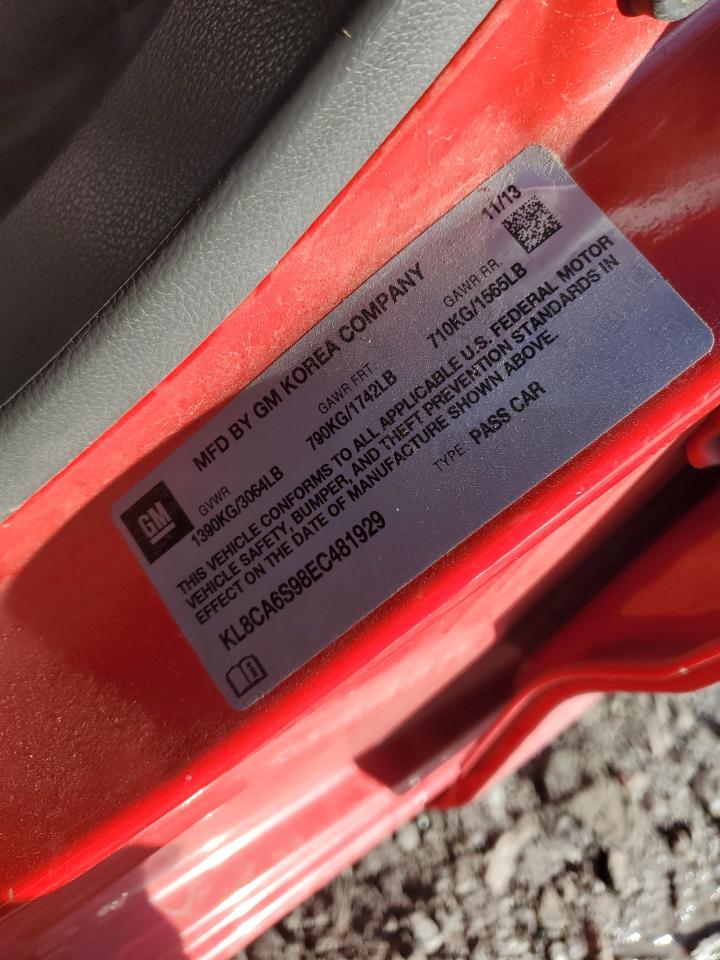 11/13
MFD BY GM KOREA COMPANY
GM
GVWR GAWR FRT GAWR RR
1390KG/3064LB 790KG/1742LB 710KG/1565LB
THIS VEHICLE CONFORMS TO ALL APPLICABLE U.S. FEDERAL MOTOR
VEHICLE SAFETY, BUMPER, AND THEFT PREVENTION STANDARDS IN
EFFECT ON THE DATE OF MANUFACTURE SHOWN ABOVE.
KL8CA6S98EC481929 TYPE: PASS CAR